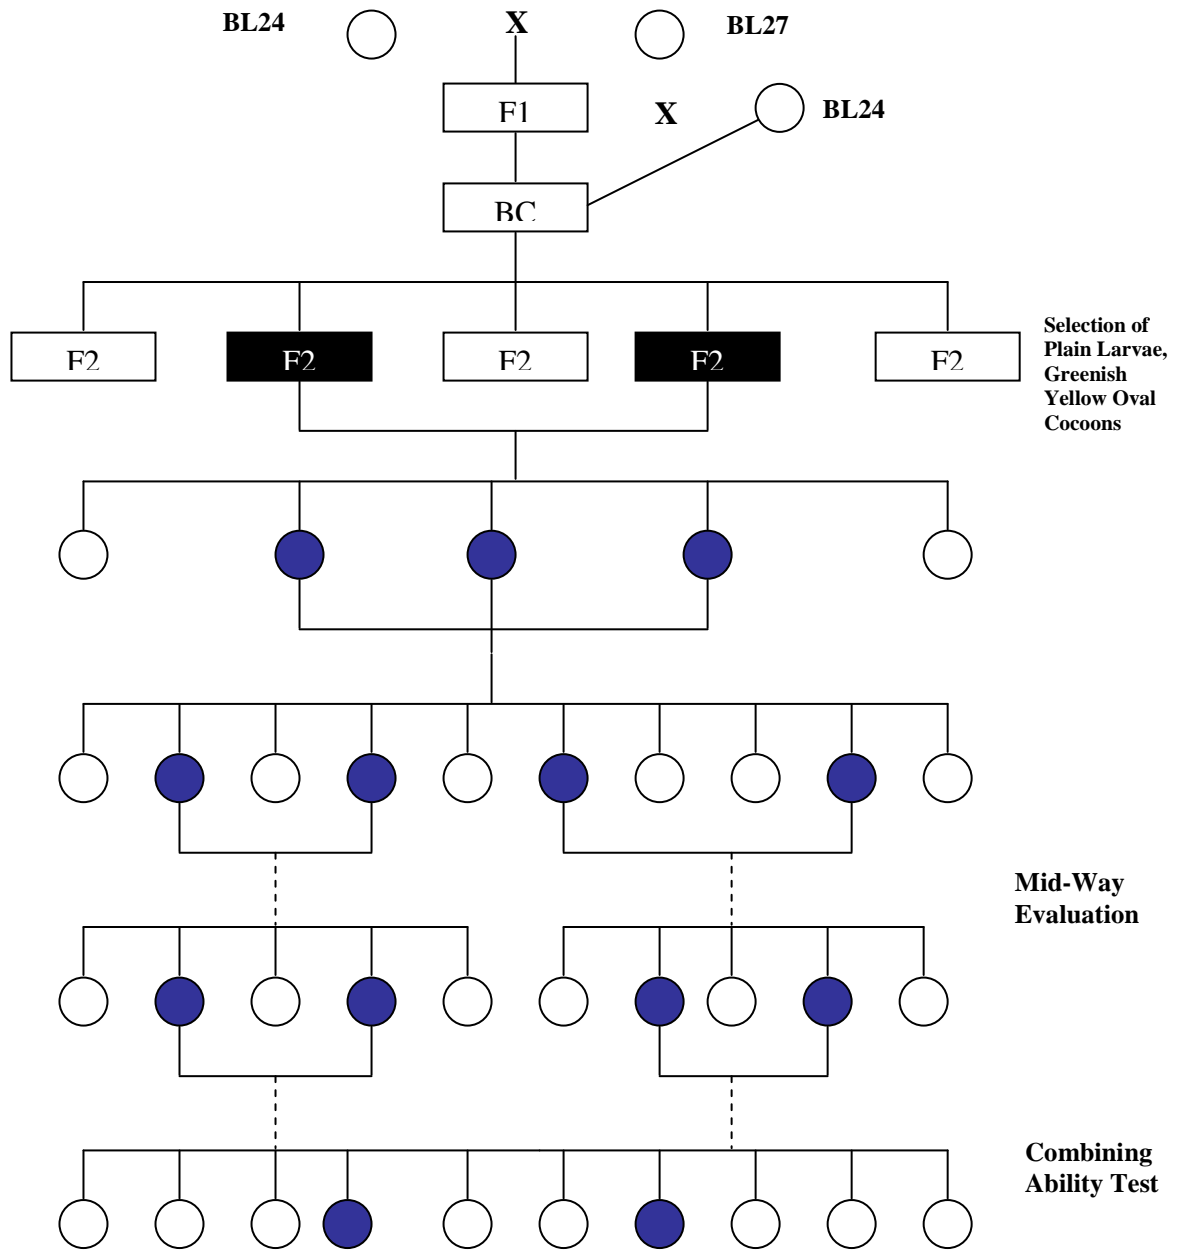 BL24 X BL27
F1 X BL24
BC
F2 F2 F2 F2 F2
Selection of
Plain Larvae,
Greenish
Yellow Oval
Cocoons
Mid-Way
Evaluation
Combining
Ability Test